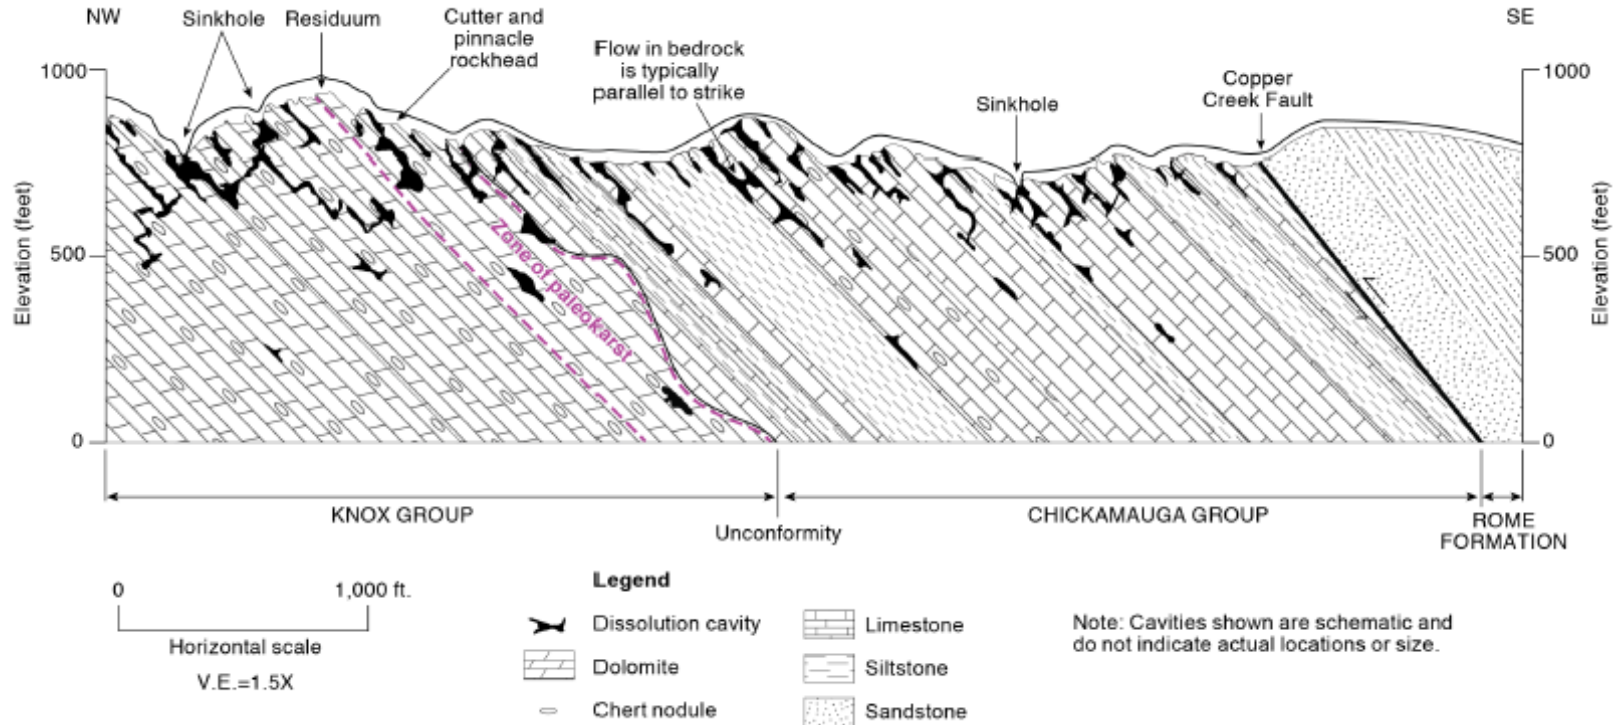 NW
Sinkhole
Residuum
Cutter and
pinnacle
rockhead
Flow in bedrock
is typically
parallel to strike
Sinkhole
Copper
Creek Fault
SE
1000
500
0
Elevation (feet)
Zone of paleokarst
1000
500
0
Elevation (feet)
KNOX GROUP
Unconformity
CHICKAMAUGA GROUP
ROME
FORMATION
0
1,000 ft.
Horizontal scale
V.E.=1.5X
Legend
Dissolution cavity
Dolomite
Chert nodule
Limestone
Siltstone
Sandstone
Note: Cavities shown are schematic and
do not indicate actual locations or size.